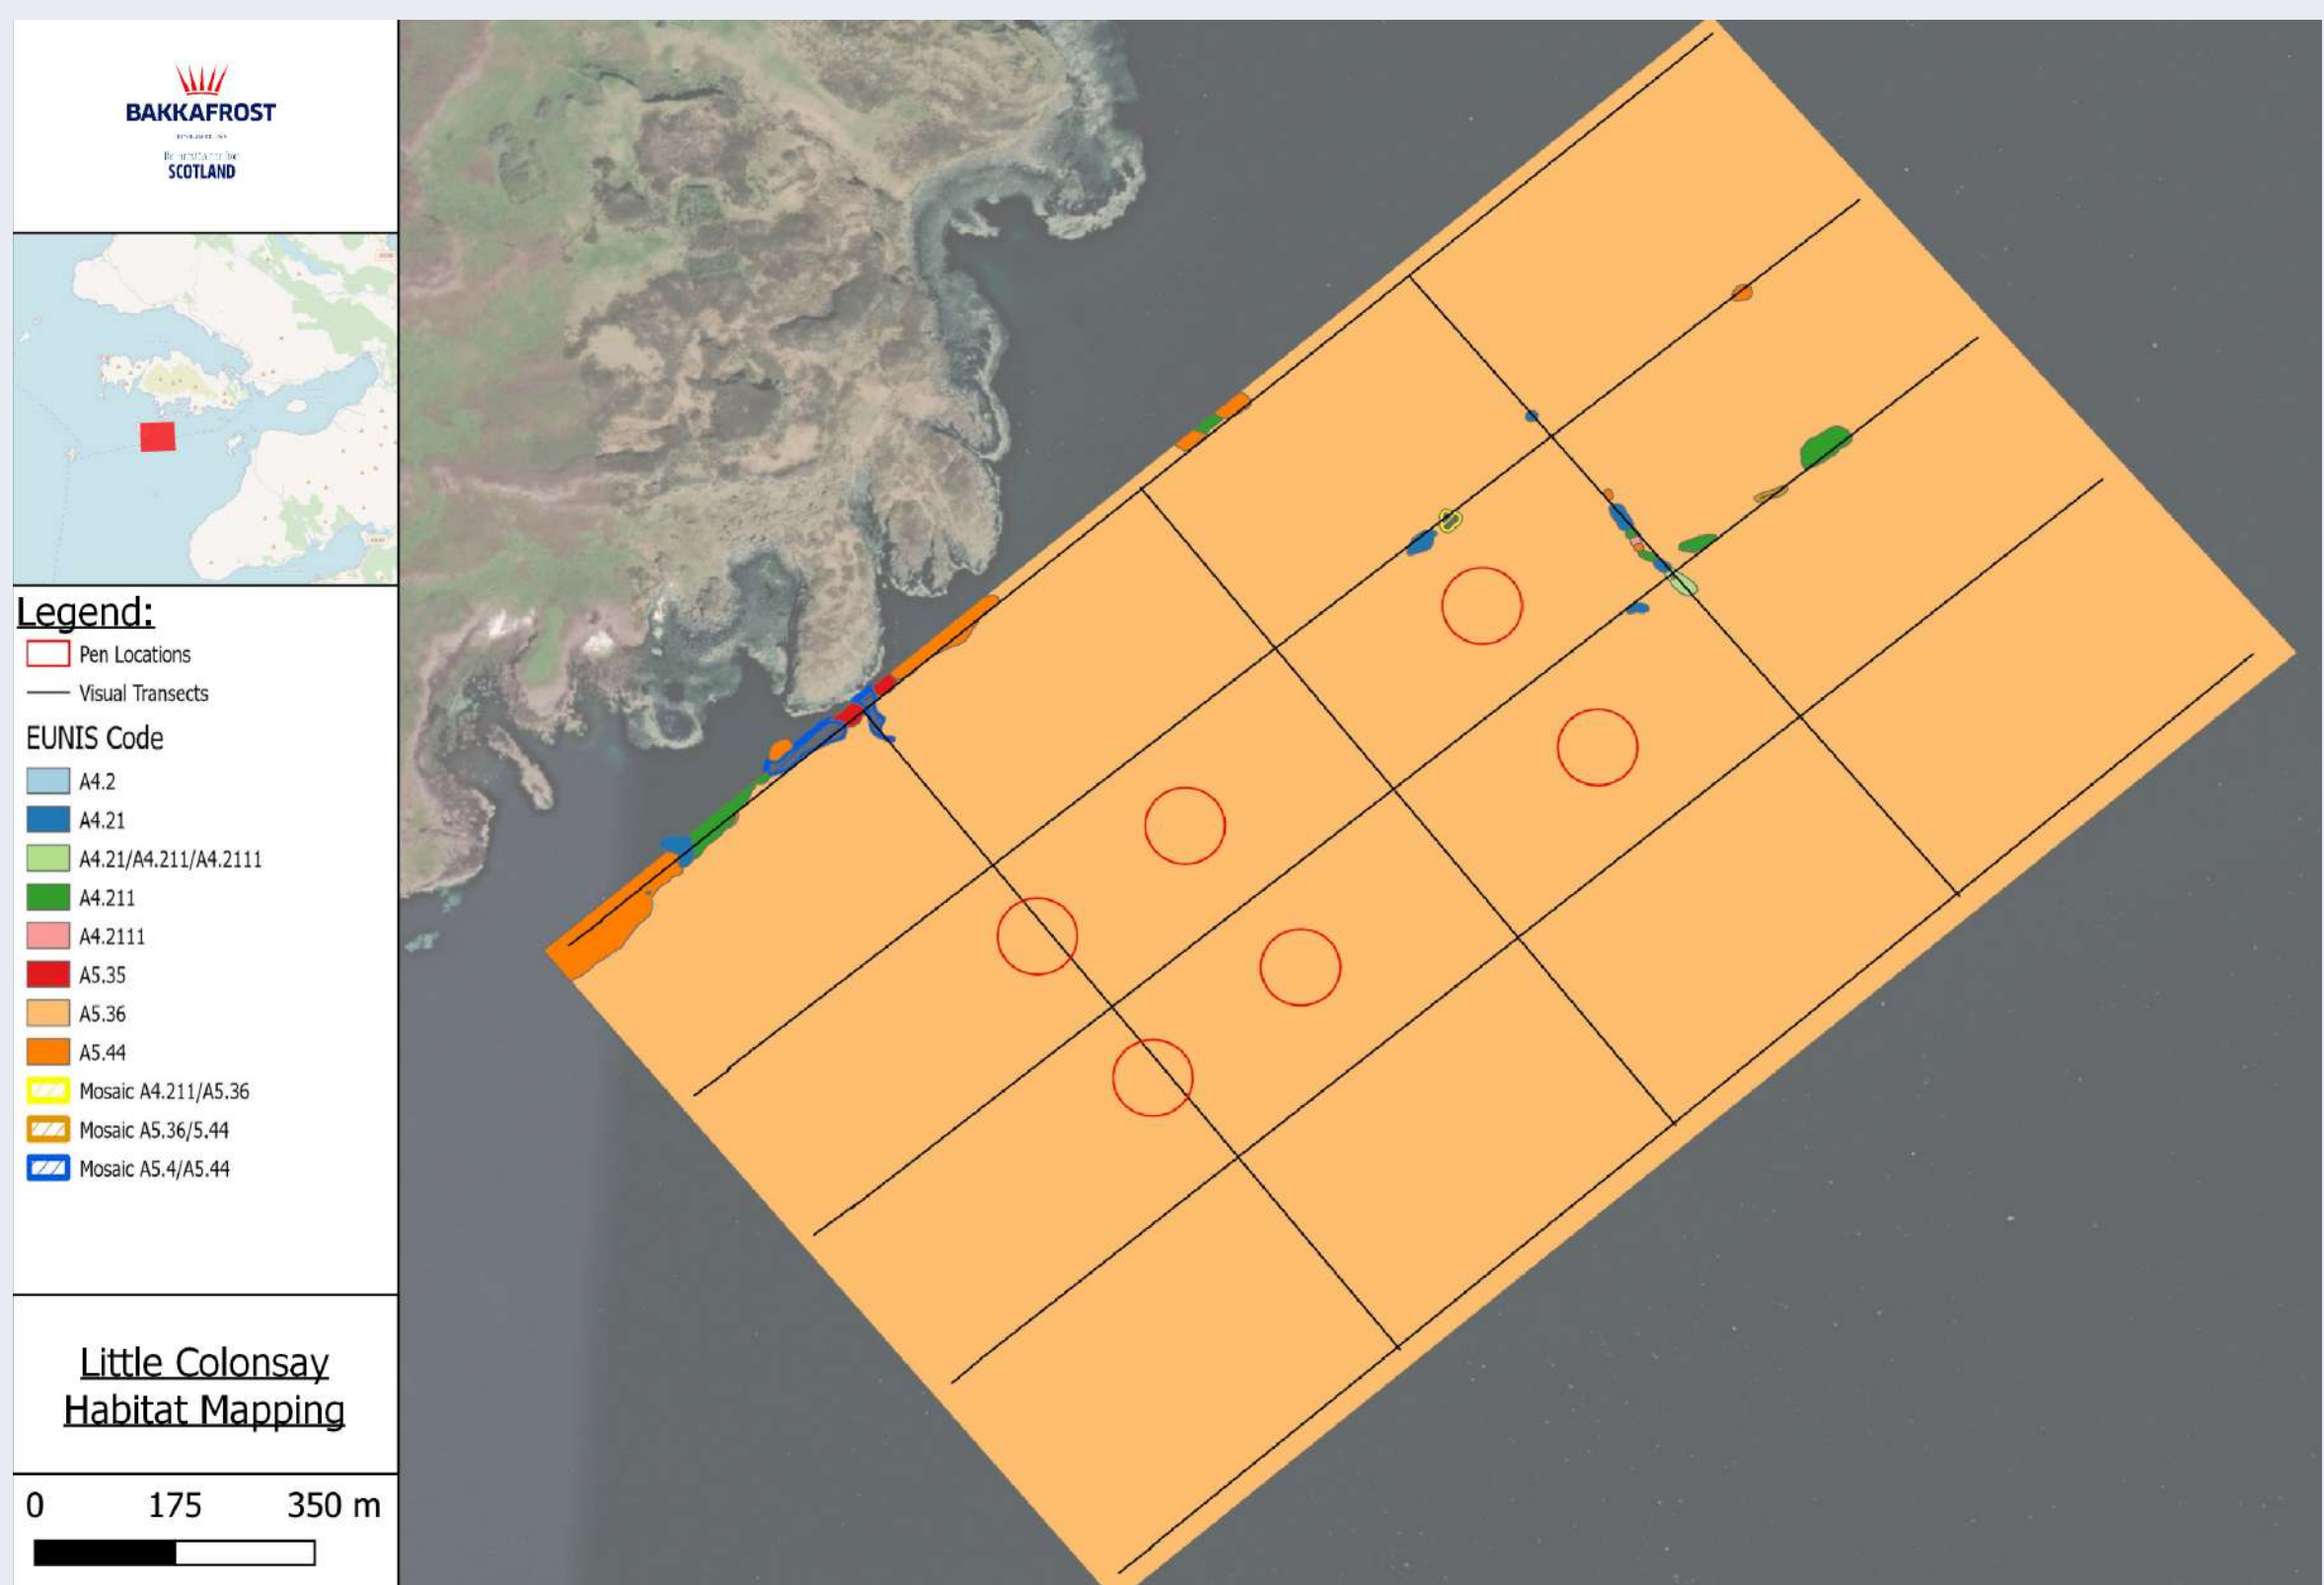 BAKKAFROST
SCOTLAND
Legend:
Pen Locations
Visual Transects
EUNIS Code
A4.2
A4.21
A4.21/A4.211/A4.2111
A4.211
A4.2111
A5.35
A5.36
A5.44
Mosaic A4.211/A5.36
Mosaic A5.36/5.44
Mosaic A5.4/A5.44
Little Colonsay
Habitat Mapping
0 175 350 m